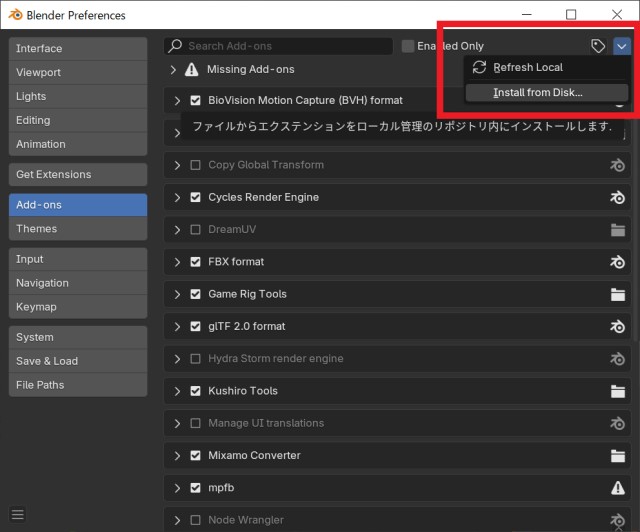 Blender Preferences
Interface
Viewport
Lights
Editing
Animation
Get Extensions
Add-ons
Themes
Input
Navigation
Keymap
System
Save & Load
File Paths
Search Add-ons
Enabled Only
Refresh Local
Install from Disk...
ファイルからエクステンションをローカル管理のリポジトリ内にインストールします.
Missing Add-ons
BioVision Motion Capture (BVH) format
Copy Global Transform
Cycles Render Engine
DreamUV
FBX format
Game Rig Tools
glTF 2.0 format
Hydra Storm render engine
Kushiro Tools
Manage UI translations
Mixamo Converter
mpfb
Node Wrangler